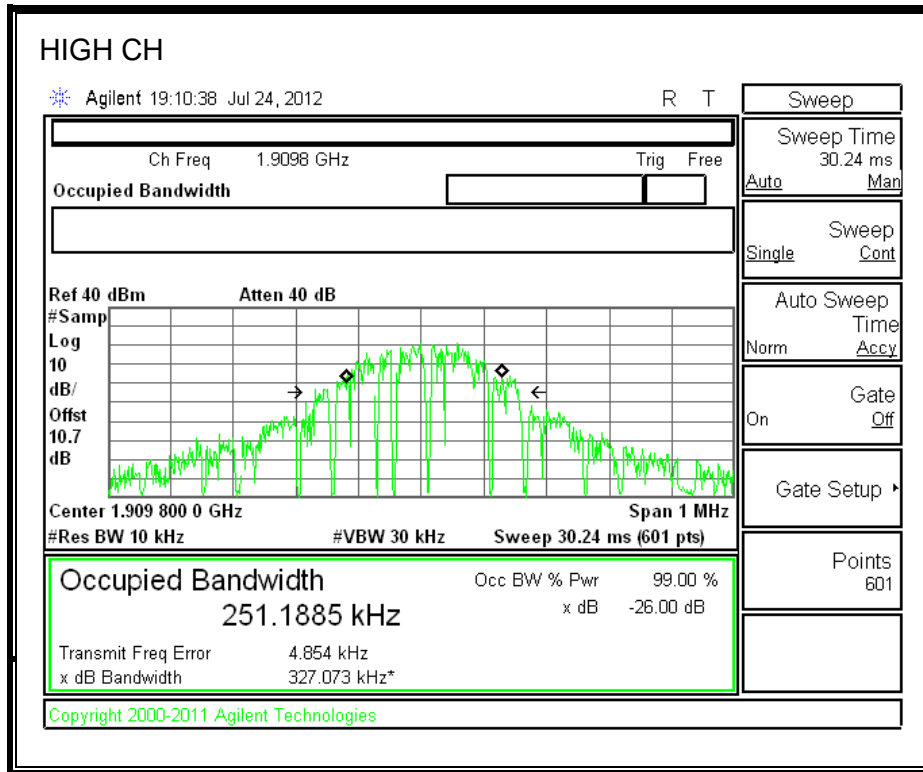 HIGH CH
Agilent 19:10:38 Jul 24, 2012 R T
Sweep
Ch Freq 1.9098 GHz Trig Free
Occupied Bandwidth
Sweep Time
30.24 ms
Auto Man
Sweep
Single Cont
Ref 40 dBm Atten 40 dB
#Samp
Log
10
dB/
Offst
10.7
dB
Auto Sweep
Time
Norm Accy
Gate
On Off
Gate Setup
Center 1.909 800 0 GHz Span 1 MHz
#Res BW 10 kHz #VBW 30 kHz Sweep 30.24 ms (601 pts)
Points
601
Occupied Bandwidth Occ BW % Pwr 99.00 %
251.1885 kHz x dB -26.00 dB
Transmit Freq Error 4.854 kHz
x dB Bandwidth 327.073 kHz*
Copyright 2000-2011 Agilent Technologies